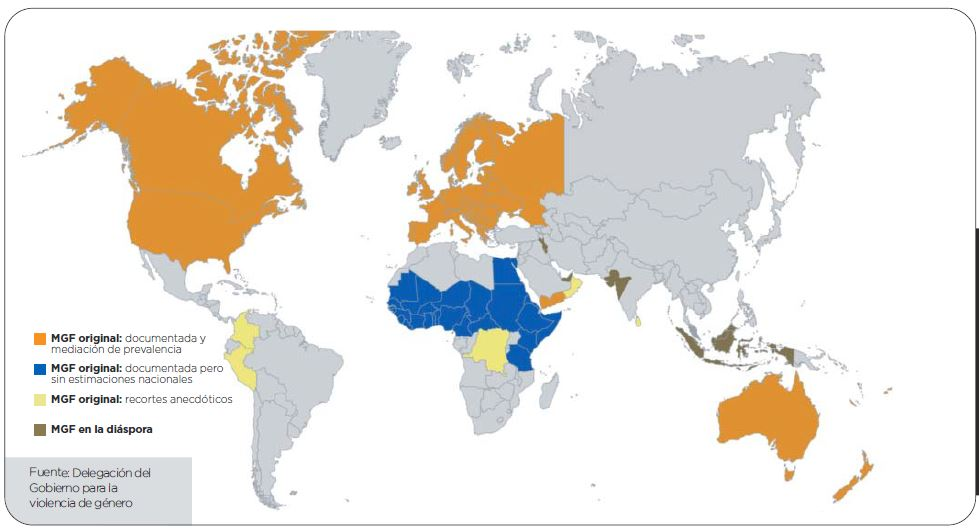 MGF original: documentada y
mediación de prevalencia
MGF original: documentada pero
sin estimaciones nacionales
MGF original: recortes anecdóticos
MGF en la diáspora
Fuente: Delegación del
Gobierno para la
violencia de género